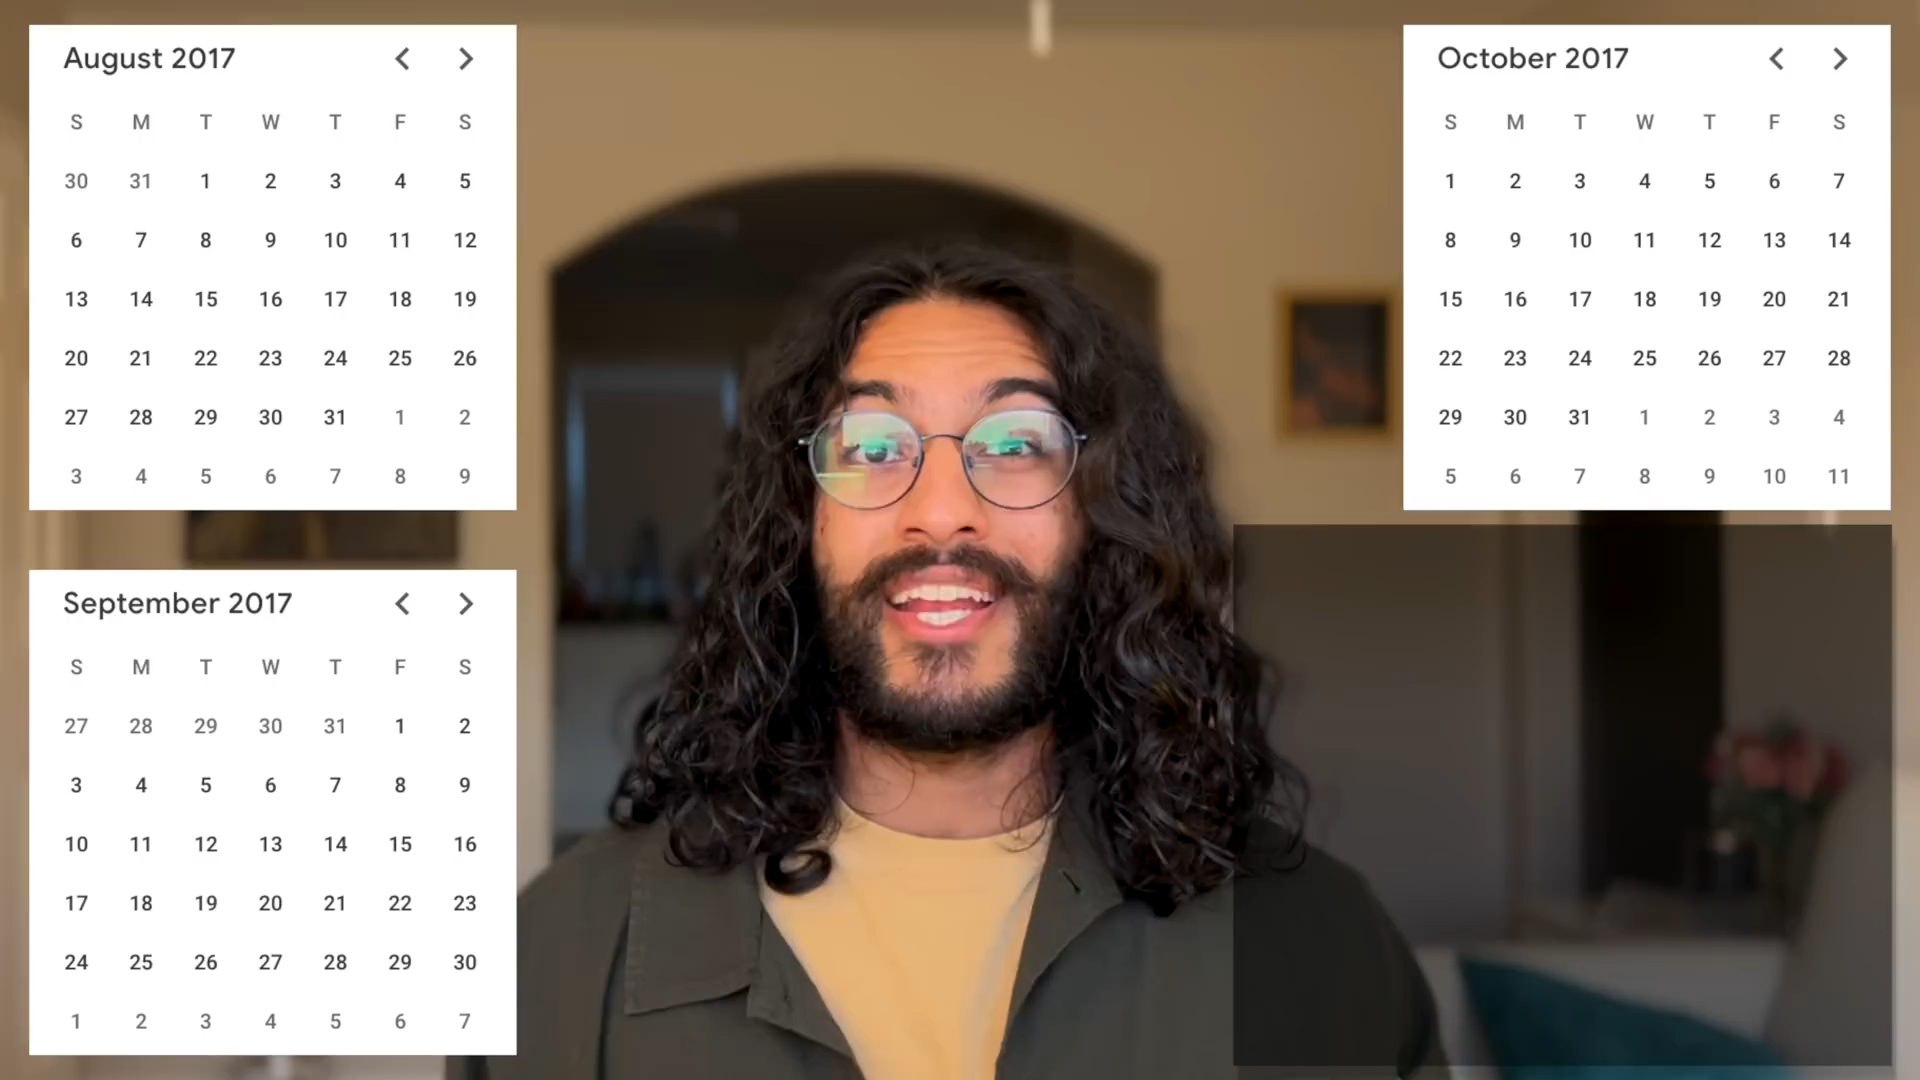 August 2017
S M T W T F S
30 31 1 2 3 4 5
6 7 8 9 10 11 12
13 14 15 16 17 18 19
20 21 22 23 24 25 26
27 28 29 30 31 1 2
3 4 5 6 7 8 9
September 2017
S M T W T F S
27 28 29 30 31 1 2
3 4 5 6 7 8 9
10 11 12 13 14 15 16
17 18 19 20 21 22 23
24 25 26 27 28 29 30
1 2 3 4 5 6 7
October 2017
S M T W T F S
1 2 3 4 5 6 7
8 9 10 11 12 13 14
15 16 17 18 19 20 21
22 23 24 25 26 27 28
29 30 31 1 2 3 4
5 6 7 8 9 10 11